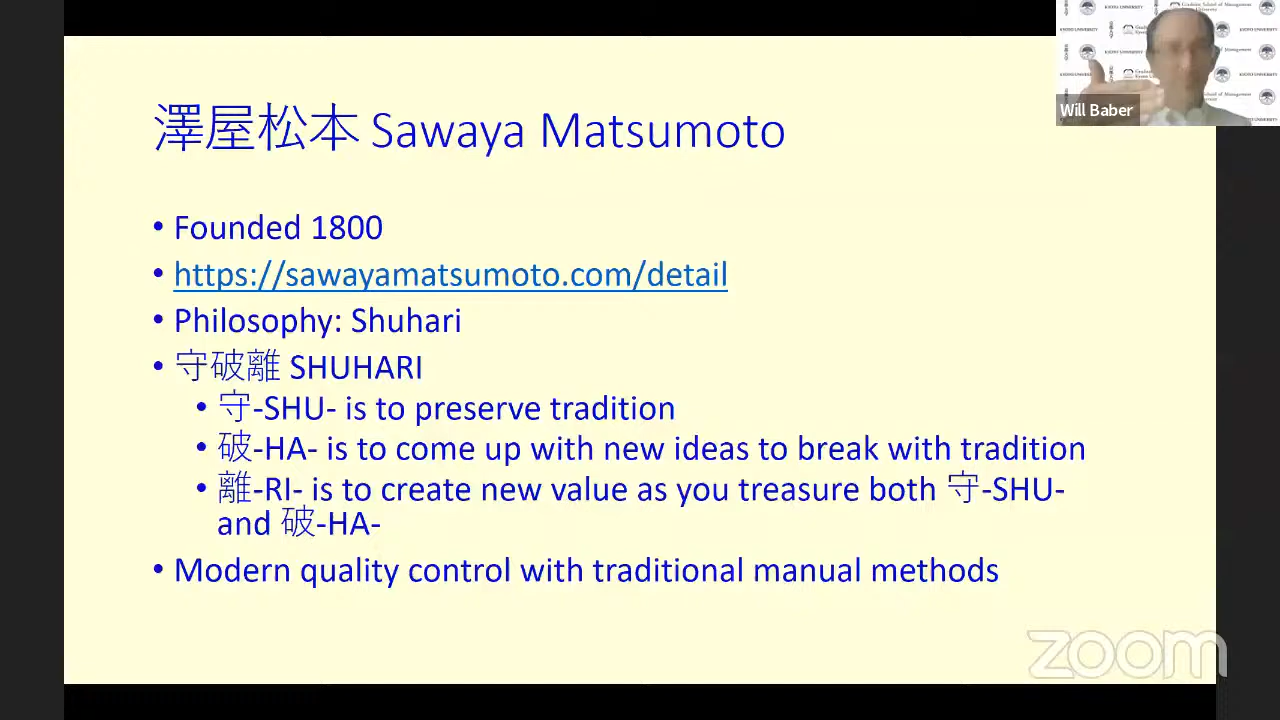 澤屋松本 Sawaya Matsumoto
• Founded 1800
• https://sawayamatsumoto.com/detail
• Philosophy: Shuhari
• 守破離 SHUHARI
• 守-SHU- is to preserve tradition
• 破-HA- is to come up with new ideas to break with tradition
• 離-RI- is to create new value as you treasure both 守-SHU-
and 破-HA-
• Modern quality control with traditional manual methods
Will Baber
zoom